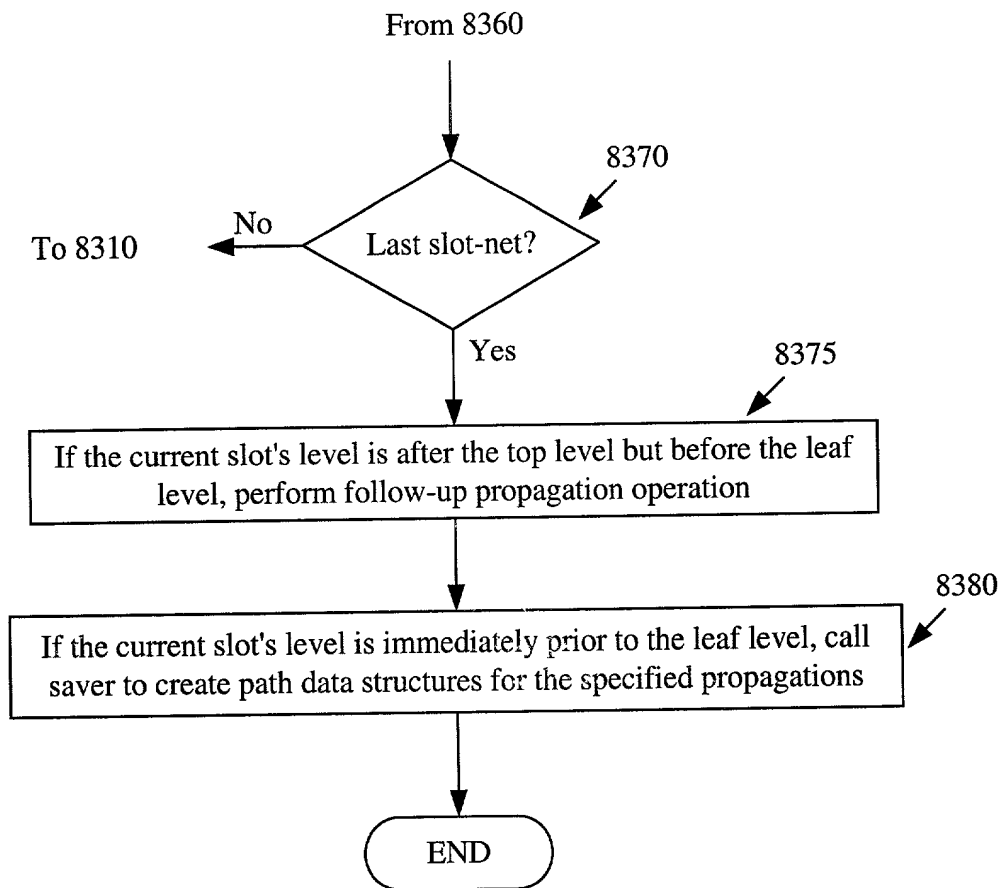 From 8360
8370
No
To 8310
Last slot-net?
Yes
8375
If the current slot's level is after the top level but before the leaf
level, perform follow-up propagation operation
8380
If the current slot's level is immediately prior to the leaf level, call
saver to create path data structures for the specified propagations
END